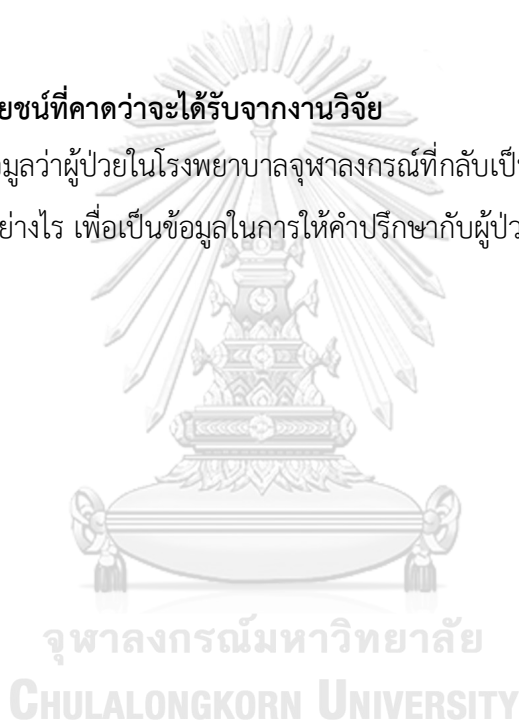 ยชน์ที่คาดว่าจะได้รับจากงานวิจัย
มูลว่าผู้ป่วยในโรงพยาบาลจุฬาลงกรณ์ที่กลับเป็
ย่างไร เพื่อเป็นข้อมูลในการให้คำปรึกษากับผู้ป่ว
จุฬาลงกรณ์มหาวิทยาลัย
CHULALONGKORN UNIVERSITY